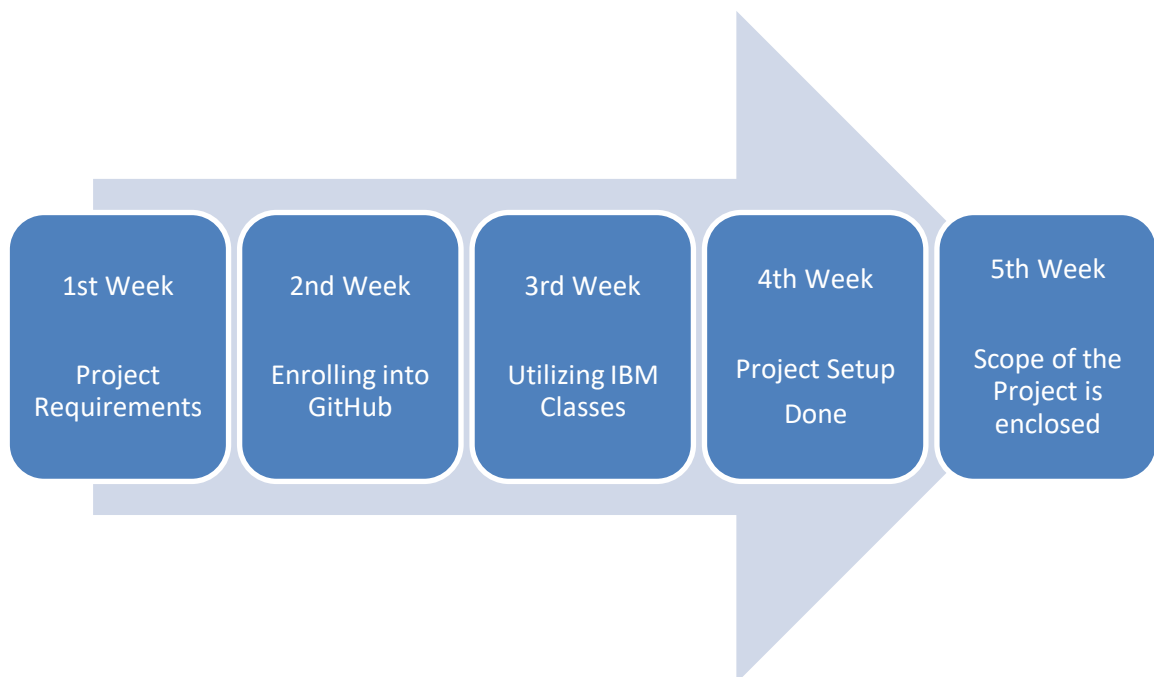 1st Week
Project
Requirements
2nd Week
Enrolling into
GitHub
3rd Week
Utilizing IBM
Classes
4th Week
Project Setup
Done
5th Week
Scope of the
Project is
enclosed